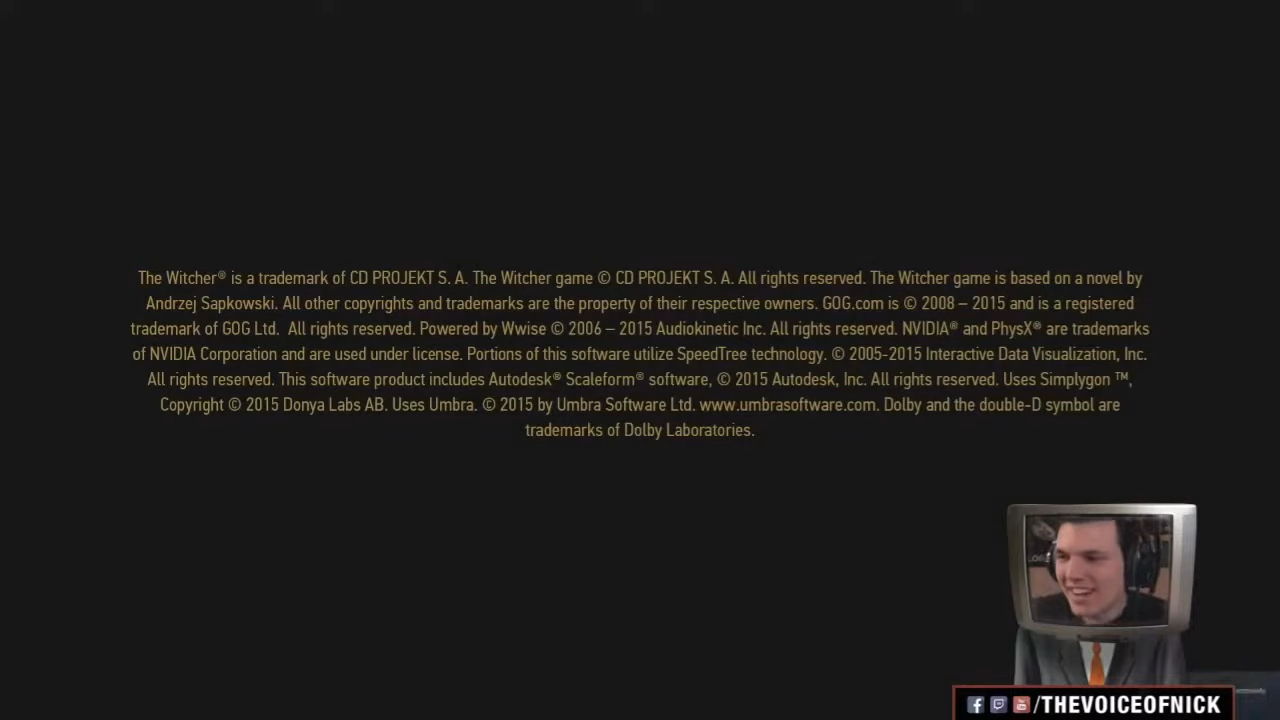 The Witcher® is a trademark of CD PROJEKT S. A. The Witcher game © CD PROJEKT S. A. All rights reserved. The Witcher game is based on a novel by
Andrzej Sapkowski. All other copyrights and trademarks are the property of their respective owners. GOG.com is © 2008 – 2015 and is a registered
trademark of GOG Ltd.  All rights reserved. Powered by Wwise © 2006 – 2015 Audiokinetic Inc. All rights reserved. NVIDIA® and PhysX® are trademarks
of NVIDIA Corporation and are used under license. Portions of this software utilize SpeedTree technology. © 2005-2015 Interactive Data Visualization, Inc.
All rights reserved. This software product includes Autodesk® Scaleform® software, © 2015 Autodesk, Inc. All rights reserved. Uses Simplygon ™,
Copyright © 2015 Donya Labs AB. Uses Umbra. © 2015 by Umbra Software Ltd. www.umbrasoftware.com. Dolby and the double-D symbol are
trademarks of Dolby Laboratories.
/THEVOICEOFNICK